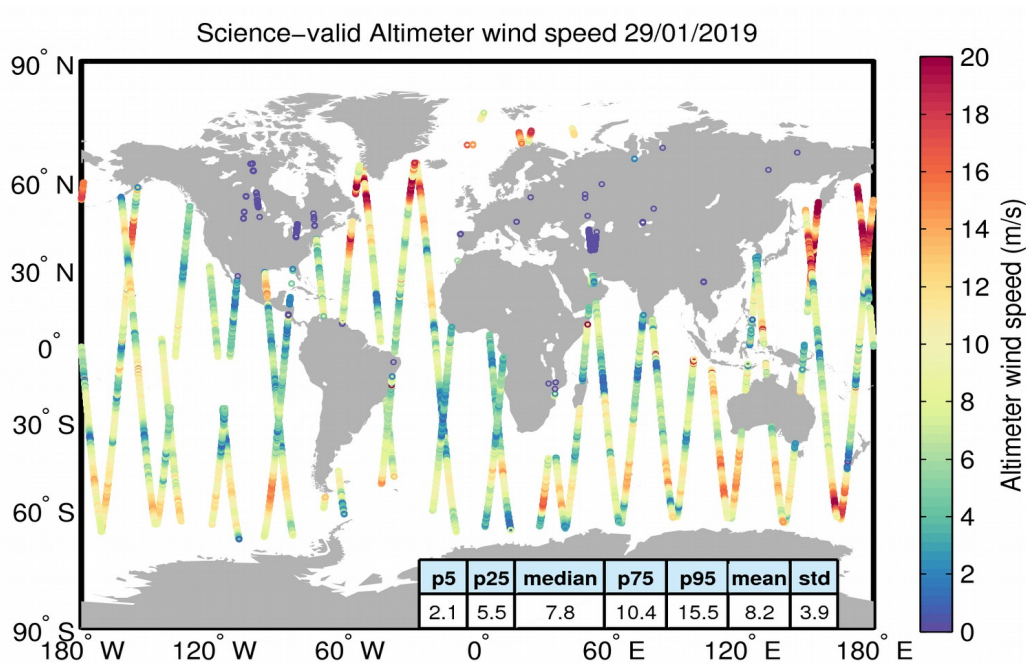 Science−valid Altimeter wind speed 29/01/2019
90° N
60° N
30° N
0°
30° S
60° S
90° S
180° W
120° W
60° W
0°
60° E
120° E
180° E
p5 p25 median p75 p95 mean std
2.1 5.5 7.8 10.4 15.5 8.2 3.9
20
18
16
14
12
10
8
6
4
2
0
Altimeter wind speed (m/s)